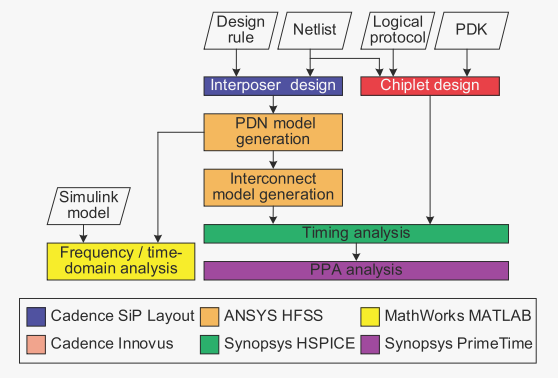 Design
rule
Netlist
Logical
protocol
PDK
Interposer design
Chiplet design
PDN model
generation
Interconnect
model generation
Simulink
model
Timing analysis
Frequency / time-
domain analysis
PPA analysis
Cadence SiP Layout
ANSYS HFSS
MathWorks MATLAB
Cadence Innovus
Synopsys HSPICE
Synopsys PrimeTime